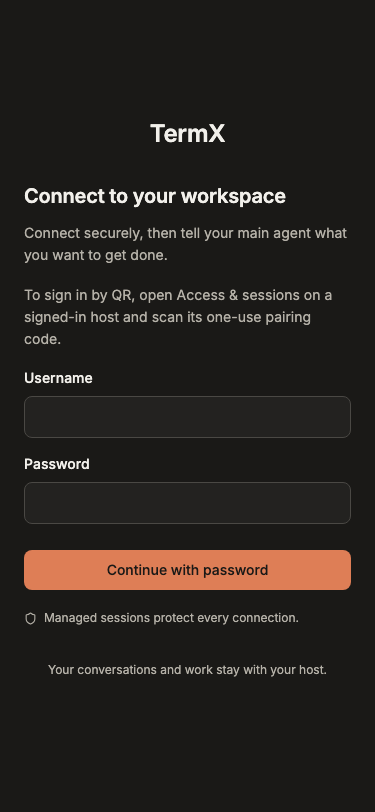 TermX
Connect to your workspace
Connect securely, then tell your main agent what
you want to get done.
To sign in by QR, open Access & sessions on a
signed-in host and scan its one-use pairing
code.
Username
Password
Continue with password
Managed sessions protect every connection.
Your conversations and work stay with your host.